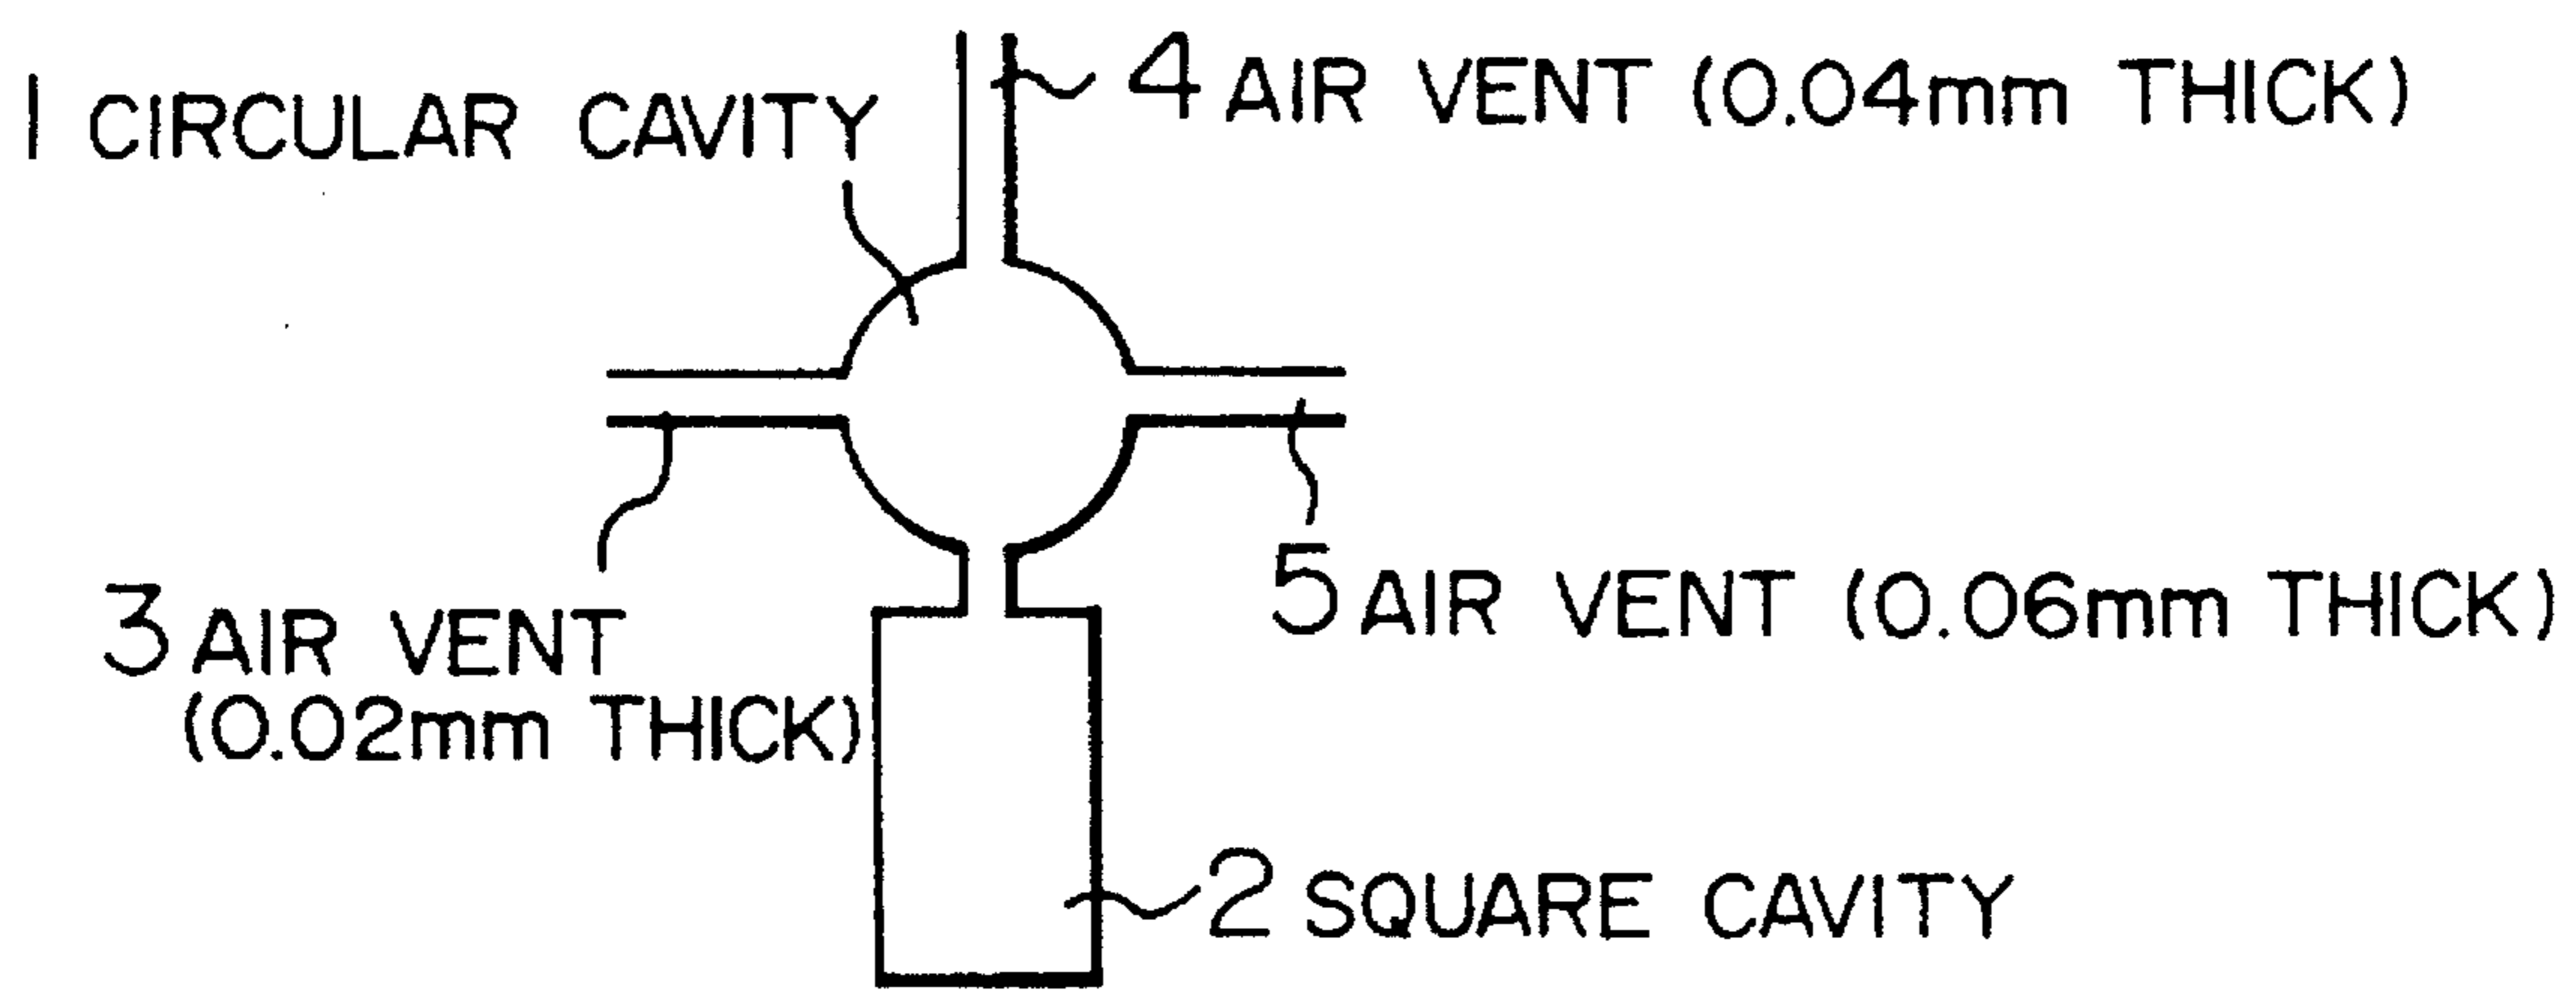 1 CIRCULAR CAVITY
4 AIR VENT (0.04mm THICK)
3 AIR VENT
(0.02mm THICK)
5 AIR VENT (0.06mm THICK)
2 SQUARE CAVITY